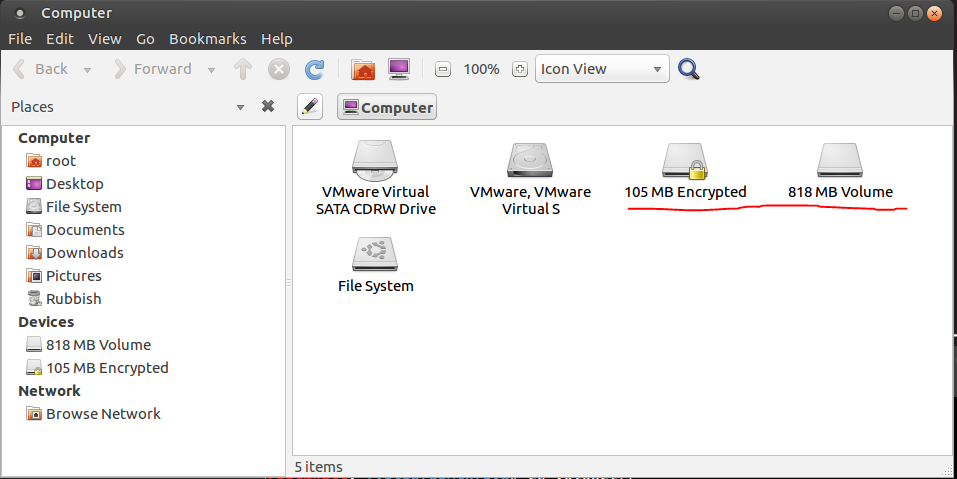 Computer
File Edit View Go Bookmarks Help
Back Forward 100% Icon View
Places Computer
Computer
root
Desktop
File System
Documents
Downloads
Pictures
Rubbish
Devices
818 MB Volume
105 MB Encrypted
Network
Browse Network
VMware Virtual
SATA CDRW Drive
VMware, VMware
Virtual S
105 MB Encrypted
818 MB Volume
File System
5 items